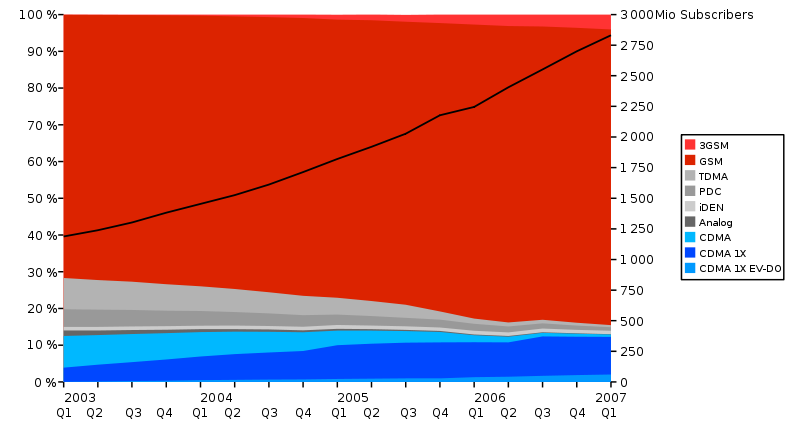 100 %
90 %
80 %
70 %
60 %
50 %
40 %
30 %
20 %
10 %
0 %
3 000 Mio Subscribers
2 750
2 500
2 250
2 000
1 750
1 500
1 250
1 000
750
500
250
0
3GSM
GSM
TDMA
PDC
iDEN
Analog
CDMA
CDMA 1X
CDMA 1X EV-DO
2003 2004 2005 2006 2007
Q1 Q2 Q3 Q4 Q1 Q2 Q3 Q4 Q1 Q2 Q3 Q4 Q1 Q2 Q3 Q4 Q1